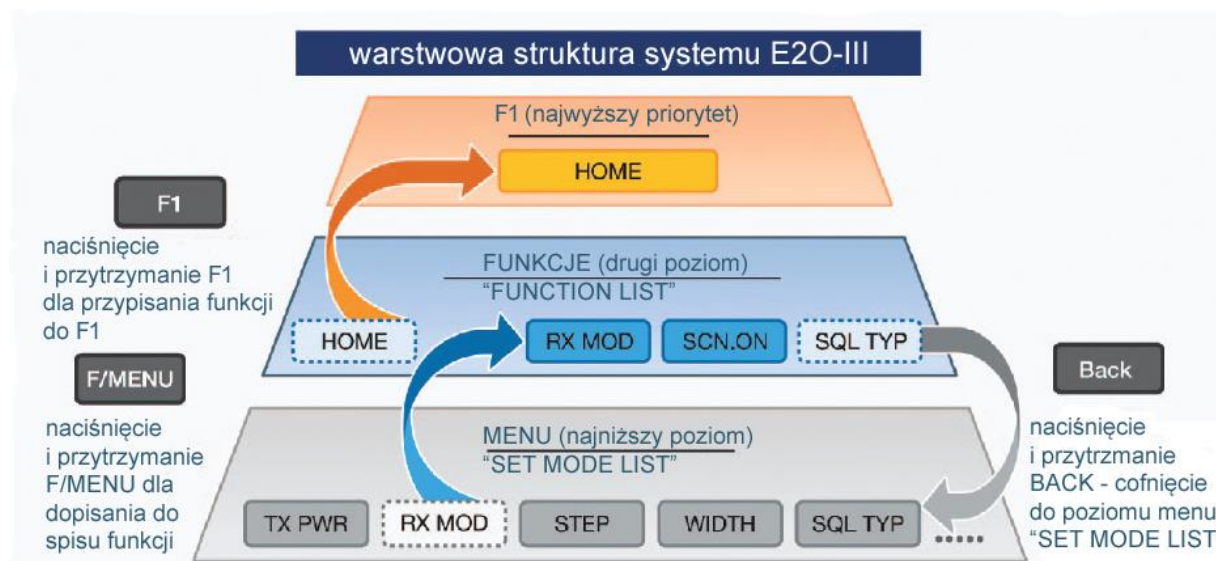 warstwowa struktura systemu E2O-III
F1 (najwyższy priorytet)
HOME
F1
naciśnięcie
i przytrzymanie F1
dla przypisania funkcji
do F1
FUNKCJE (drugi poziom)
“FUNCTION LIST”
HOME
RX MOD
SCN.ON
SQL TYP
F/MENU
naciśnięcie
i przytrzymanie
F/MENU dla
dopisania do
spisu funkcji
Back
naciśnięcie
i przytrzmanie
BACK - cofnięcie
do poziomu menu
“SET MODE LIST
MENU (najniższy poziom)
“SET MODE LIST”
TX PWR
RX MOD
STEP
WIDTH
SQL TYP
.....